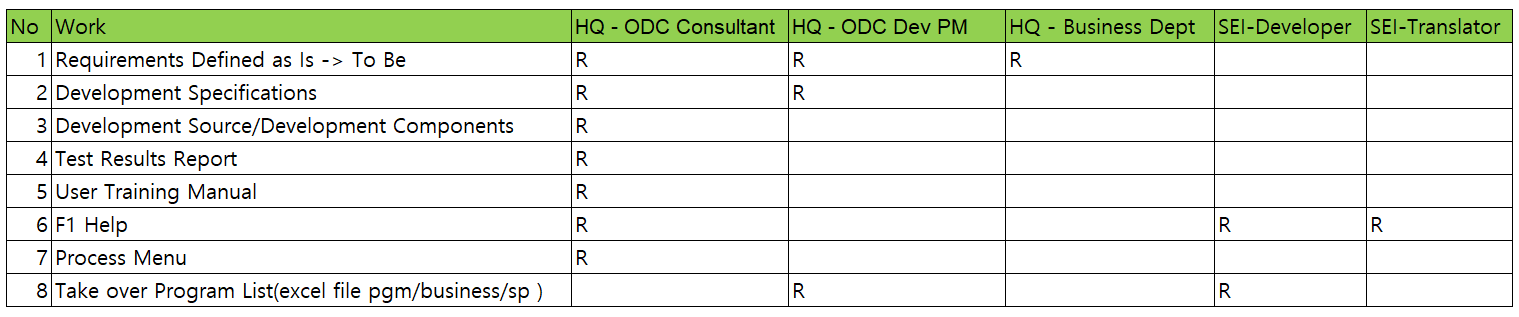 No Work HQ - ODC Consultant HQ - ODC Dev PM HQ - Business Dept SEI-Developer SEI-Translator
1 Requirements Defined as Is -> To Be R R R
2 Development Specifications R R
3 Development Source/Development Components R
4 Test Results Report R
5 User Training Manual R
6 F1 Help R R R
7 Process Menu R
8 Take over Program List(excel file pgm/business/sp ) R R